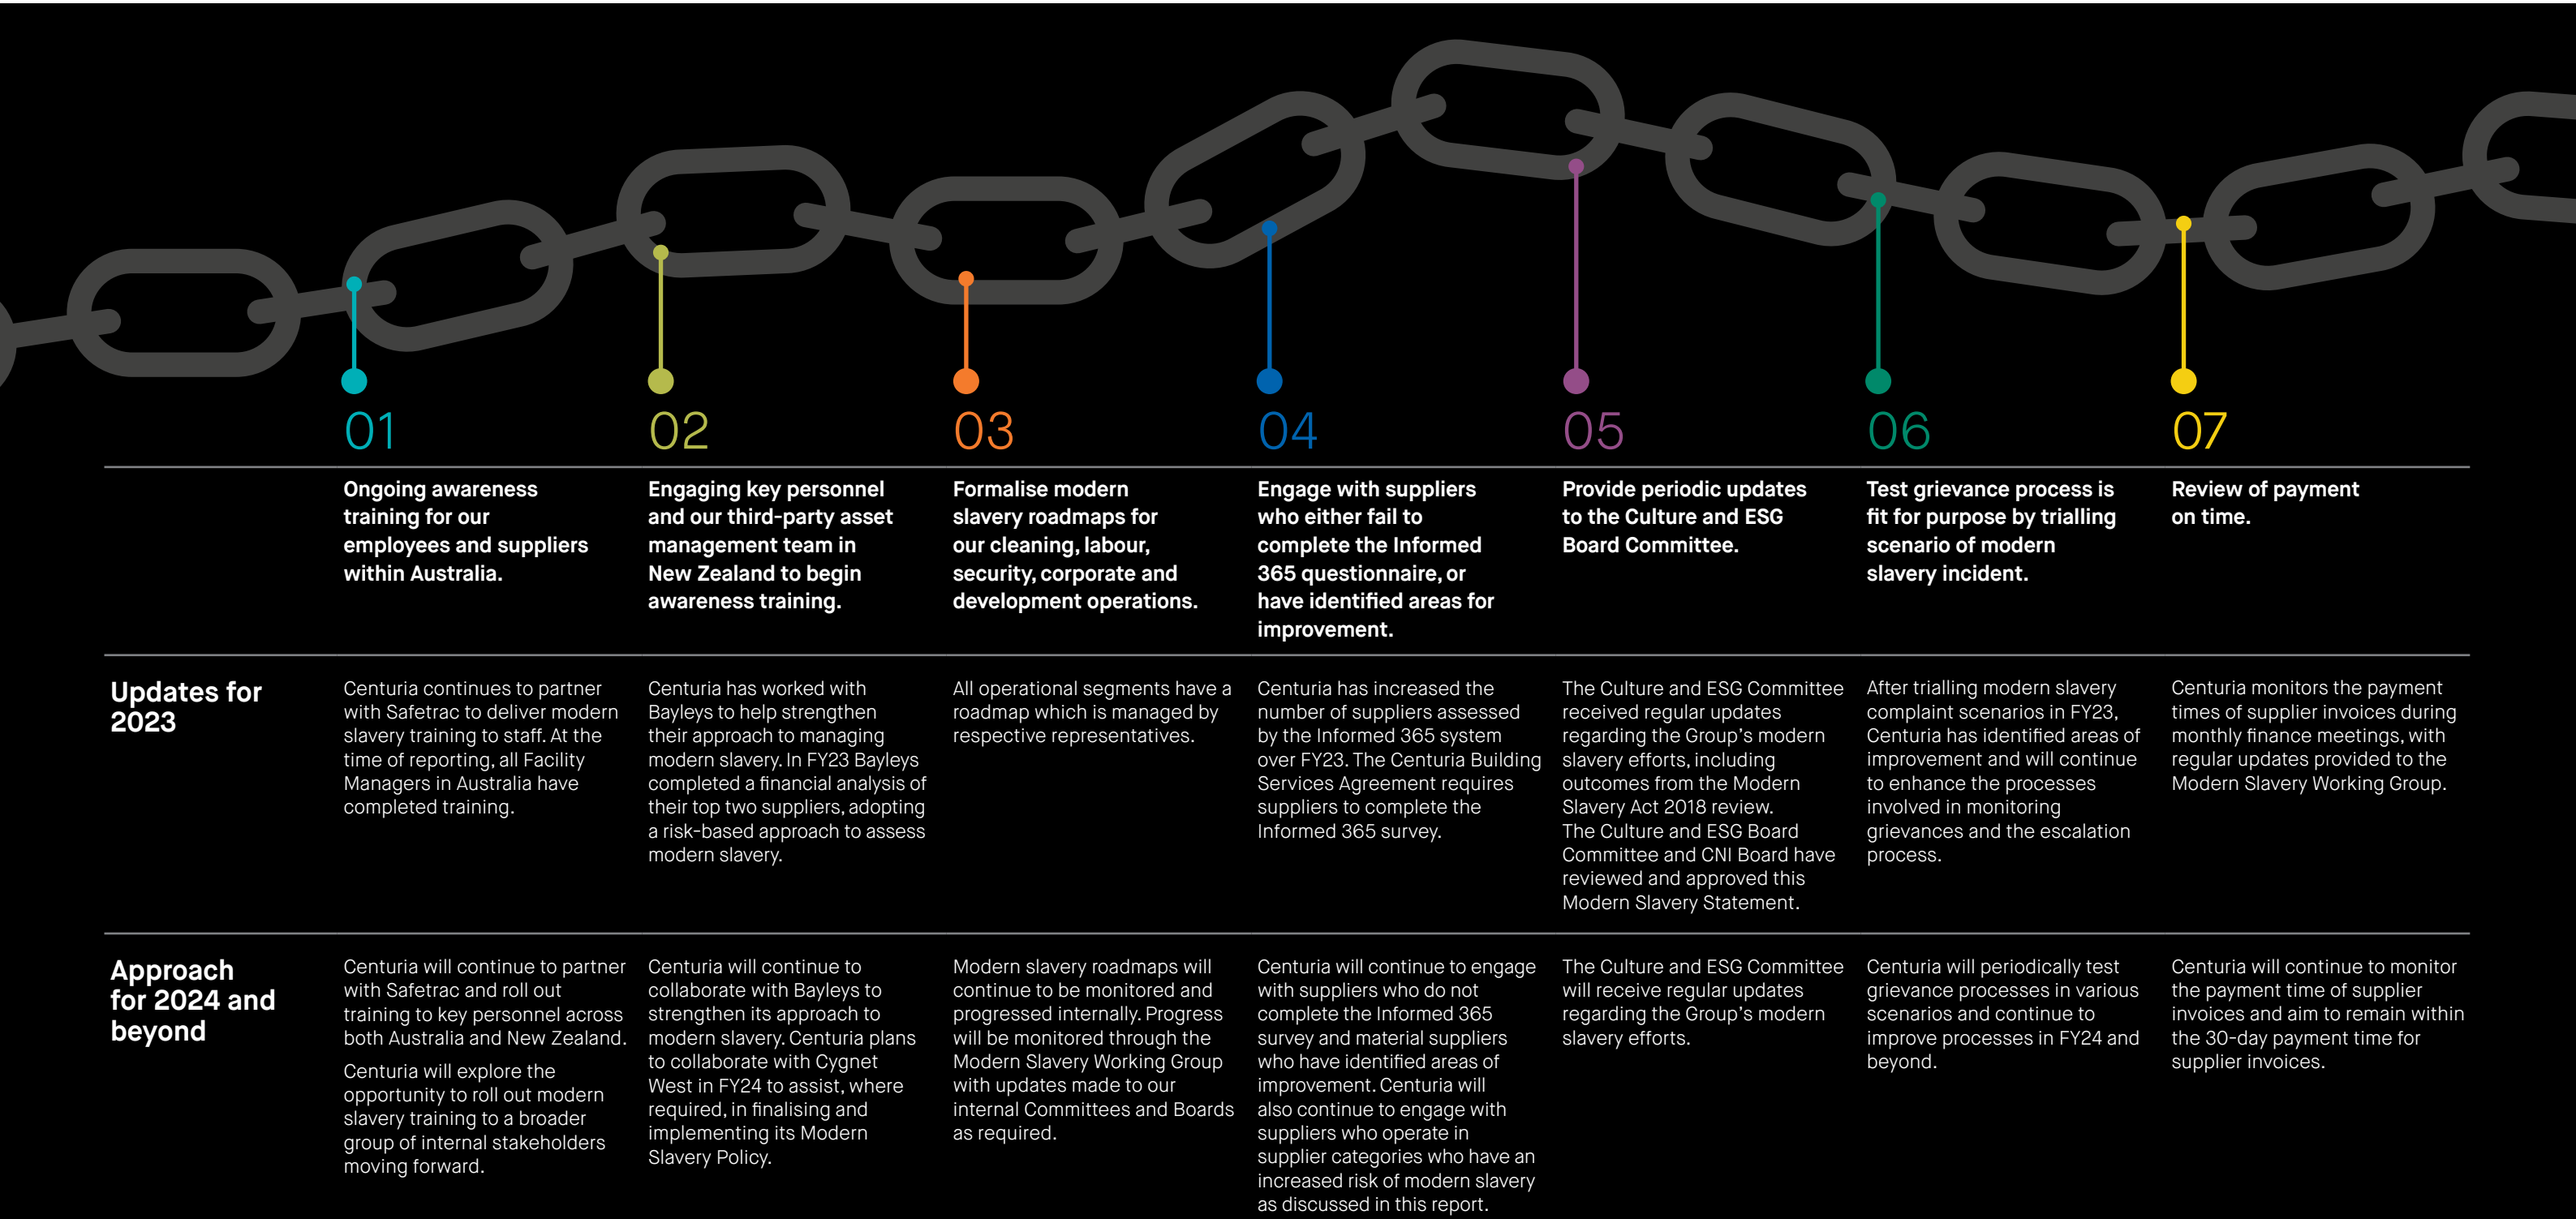 01
02
03
04
05
06
07
Ongoing awareness
training for our
employees and suppliers
within Australia.
Engaging key personnel
and our third-party asset
management team in
New Zealand to begin
awareness training.
Formalise modern
slavery roadmaps for
our cleaning, labour,
security, corporate and
development operations.
Engage with suppliers
who either fail to
complete the Informed
365 questionnaire, or
have identified areas for
improvement.
Provide periodic updates
to the Culture and ESG
Board Committee.
Test grievance process is
fit for purpose by trialling
scenario of modern
slavery incident.
Review of payment
on time.
Updates for
2023
Centuria continues to partner
with Safetrac to deliver modern
slavery training to staff. At the
time of reporting, all Facility
Managers in Australia have
completed training.
Centuria has worked with
Bayleys to help strengthen
their approach to managing
modern slavery. In FY23 Bayleys
completed a financial analysis of
their top two suppliers, adopting
a risk-based approach to assess
modern slavery.
All operational segments have a
roadmap which is managed by
respective representatives.
Centuria has increased the
number of suppliers assessed
by the Informed 365 system
over FY23. The Centuria Building
Services Agreement requires
suppliers to complete the
Informed 365 survey.
The Culture and ESG Committee
received regular updates
regarding the Group's modern
slavery efforts, including
outcomes from the Modern
Slavery Act 2018 review.
The Culture and ESG Board
Committee and CNI Board have
reviewed and approved this
Modern Slavery Statement.
After trialling modern slavery
complaint scenarios in FY23,
Centuria has identified areas of
improvement and will continue
to enhance the processes
involved in monitoring
grievances and the escalation
process.
Centuria monitors the payment
times of supplier invoices during
monthly finance meetings, with
regular updates provided to the
Modern Slavery Working Group.
Approach
for 2024 and
beyond
Centuria will continue to partner
with Safetrac and roll out
training to key personnel across
both Australia and New Zealand.
Centuria will explore the
opportunity to roll out modern
slavery training to a broader
group of internal stakeholders
moving forward.
Centuria will continue to
collaborate with Bayleys to
strengthen its approach to
modern slavery. Centuria plans
to collaborate with Cygnet
West in FY24 to assist, where
required, in finalising and
implementing its Modern
Slavery Policy.
Modern slavery roadmaps will
continue to be monitored and
progressed internally. Progress
will be monitored through the
Modern Slavery Working Group
with updates made to our
internal Committees and Boards
as required.
Centuria will continue to engage
with suppliers who do not
complete the Informed 365
survey and material suppliers
who have identified areas of
improvement. Centuria will
also continue to engage with
suppliers who operate in
supplier categories who have an
increased risk of modern slavery
as discussed in this report.
The Culture and ESG Committee
will receive regular updates
regarding the Group's modern
slavery efforts.
Centuria will periodically test
grievance processes in various
scenarios and continue to
improve processes in FY24 and
beyond.
Centuria will continue to monitor
the payment time of supplier
invoices and aim to remain within
the 30-day payment time for
supplier invoices.